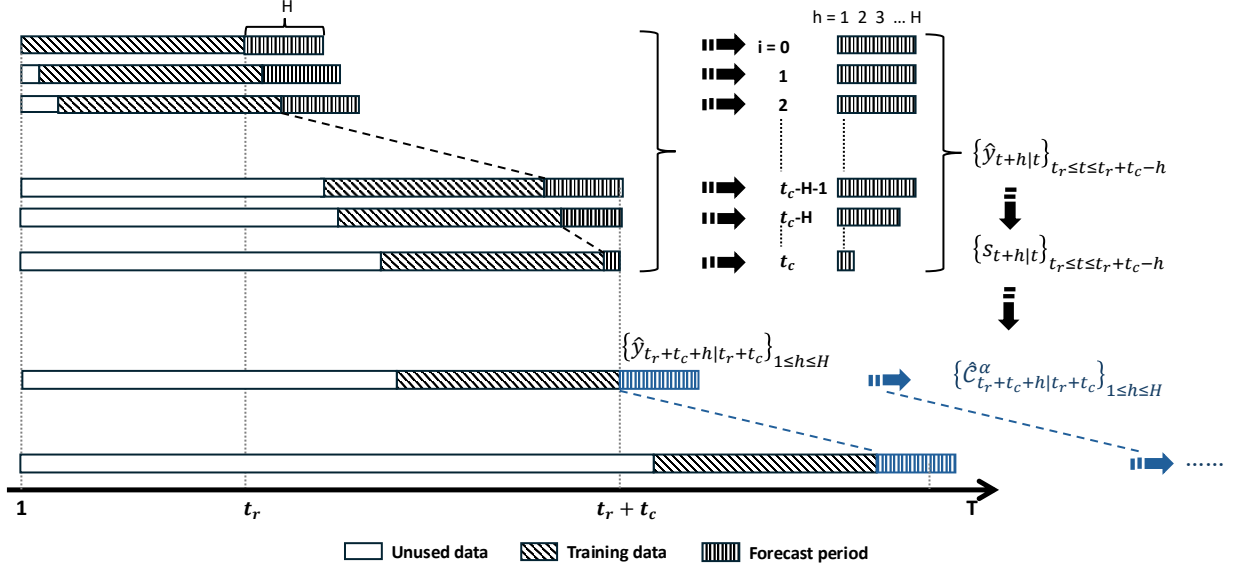 H
h = 1 2 3 ... H
i = 0
1
2
t_c-H-1
t_c-H
t_c
{ŷ_{t+h|t}}_{t_r≤t≤t_r+t_c−h}
{s_{t+h|t}}_{t_r≤t≤t_r+t_c−h}
{ŷ_{t_r+t_c+h|t_r+t_c}}_{1≤h≤H}
{Ĉ^α_{t_r+t_c+h|t_r+t_c}}_{1≤h≤H}
......
1 t_r t_r + t_c T
Unused data Training data Forecast period